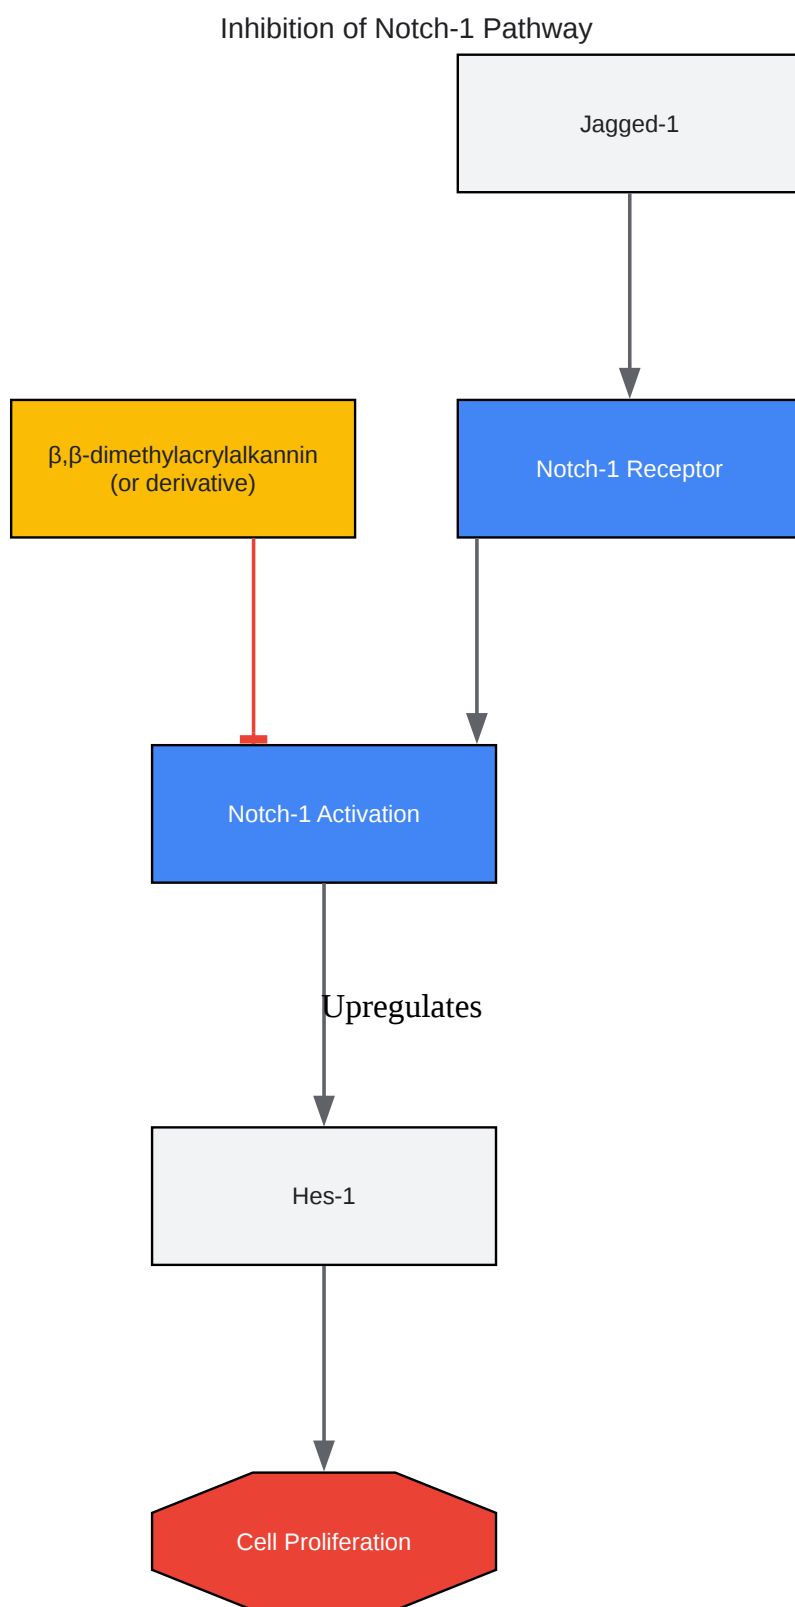 Inhibition of Notch-1 Pathway
Jagged-1
β,β-dimethylacrylalkannin
(or derivative)
Notch-1 Receptor
Notch-1 Activation
Upregulates
Hes-1
Cell Proliferation